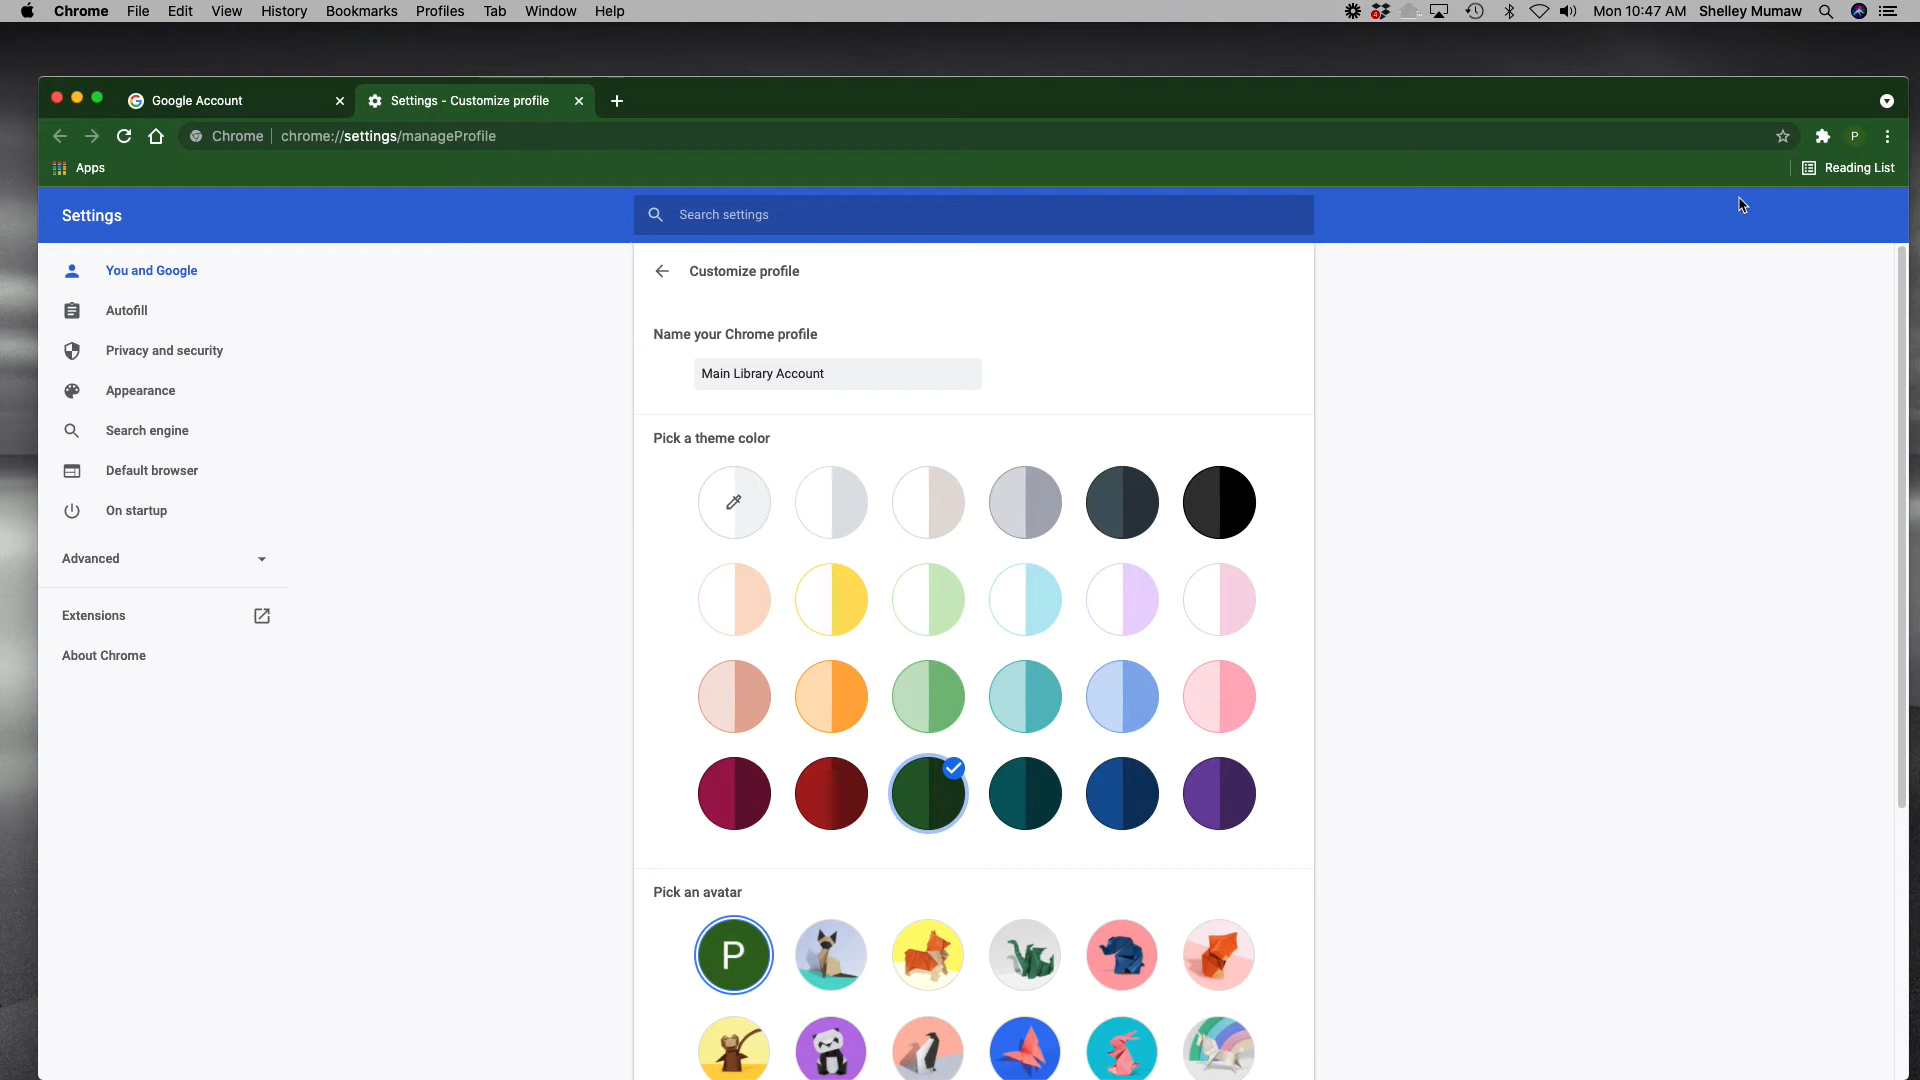 Chrome File Edit View History Bookmarks Profiles Tab Window Help 4 Mon 10:47 AM Shelley Mumaw
Google Account Settings - Customize profile
Chrome chrome://settings/manageProfile P
Apps Reading List
Settings Search settings
You and Google
Autofill
Privacy and security
Appearance
Search engine
Default browser
On startup
Advanced
Extensions
About Chrome
Customize profile
Name your Chrome profile
Main Library Account
Pick a theme color
Pick an avatar
P